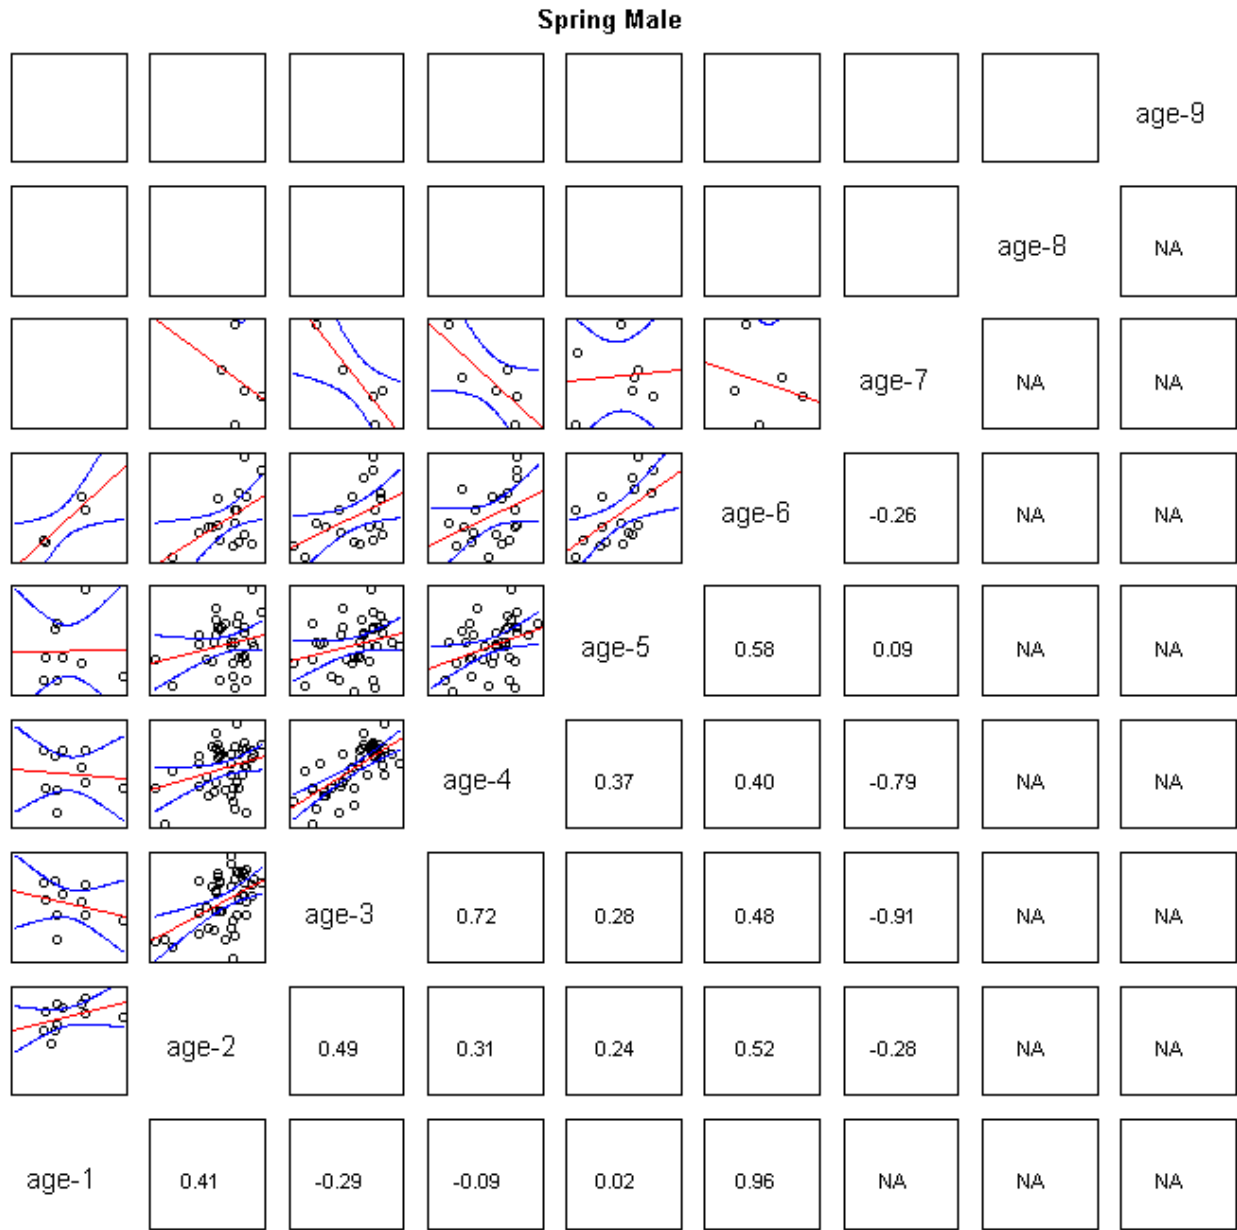 Spring Male
age-9
age-8 NA
age-7 NA NA
age-6 -0.26 NA NA
age-5 0.58 0.09 NA NA
age-4 0.37 0.40 -0.79 NA NA
age-3 0.72 0.28 0.48 -0.91 NA NA
age-2 0.49 0.31 0.24 0.52 -0.28 NA NA
age-1 0.41 -0.29 -0.09 0.02 0.96 NA NA NA